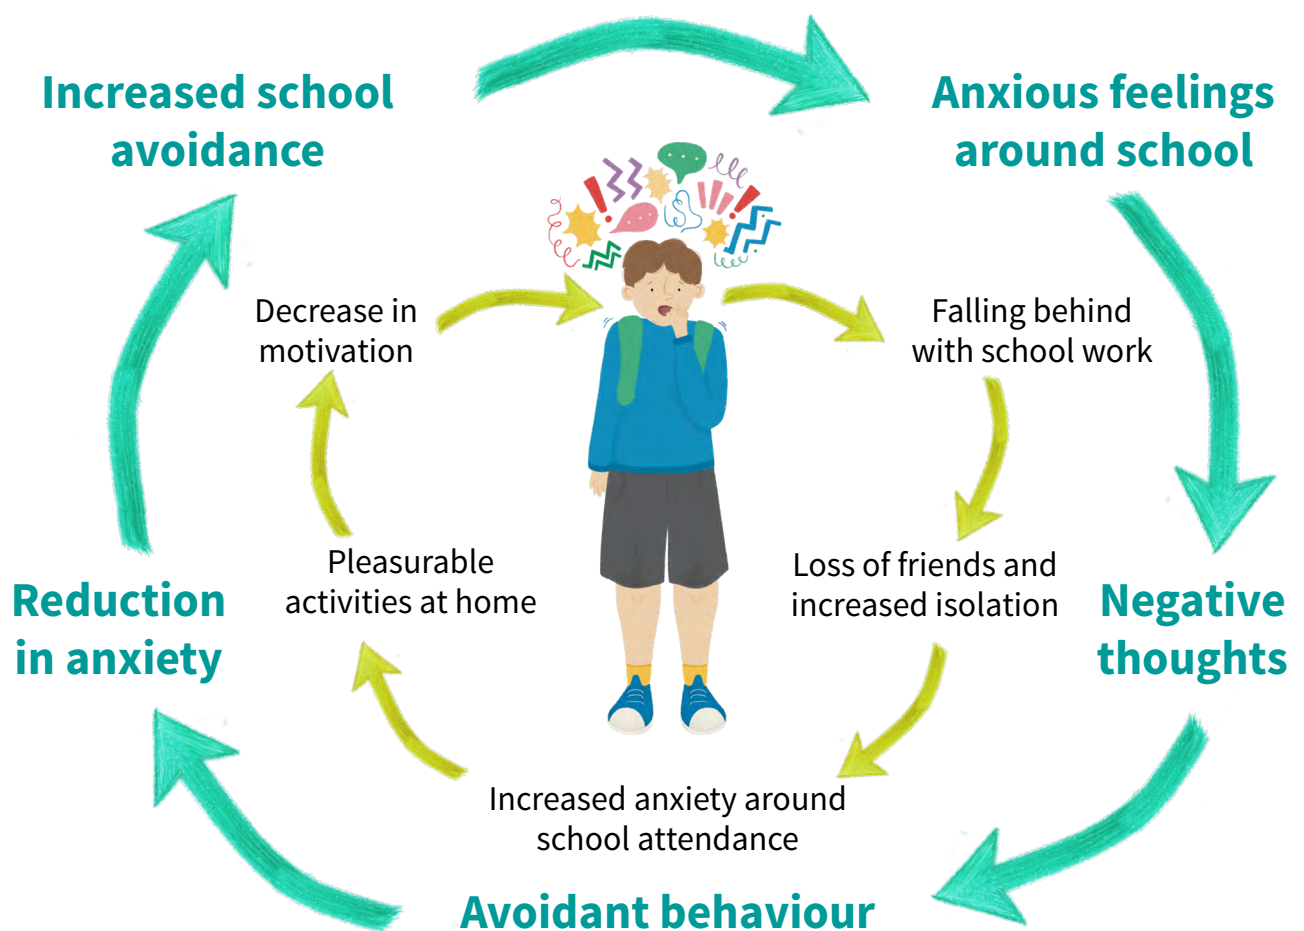 Increased school
avoidance
Anxious feelings
around school
Decrease in
motivation
Falling behind
with school work
Pleasurable
activities at home
Loss of friends and
increased isolation
Reduction
in anxiety
Negative
thoughts
Increased anxiety around
school attendance
Avoidant behaviour